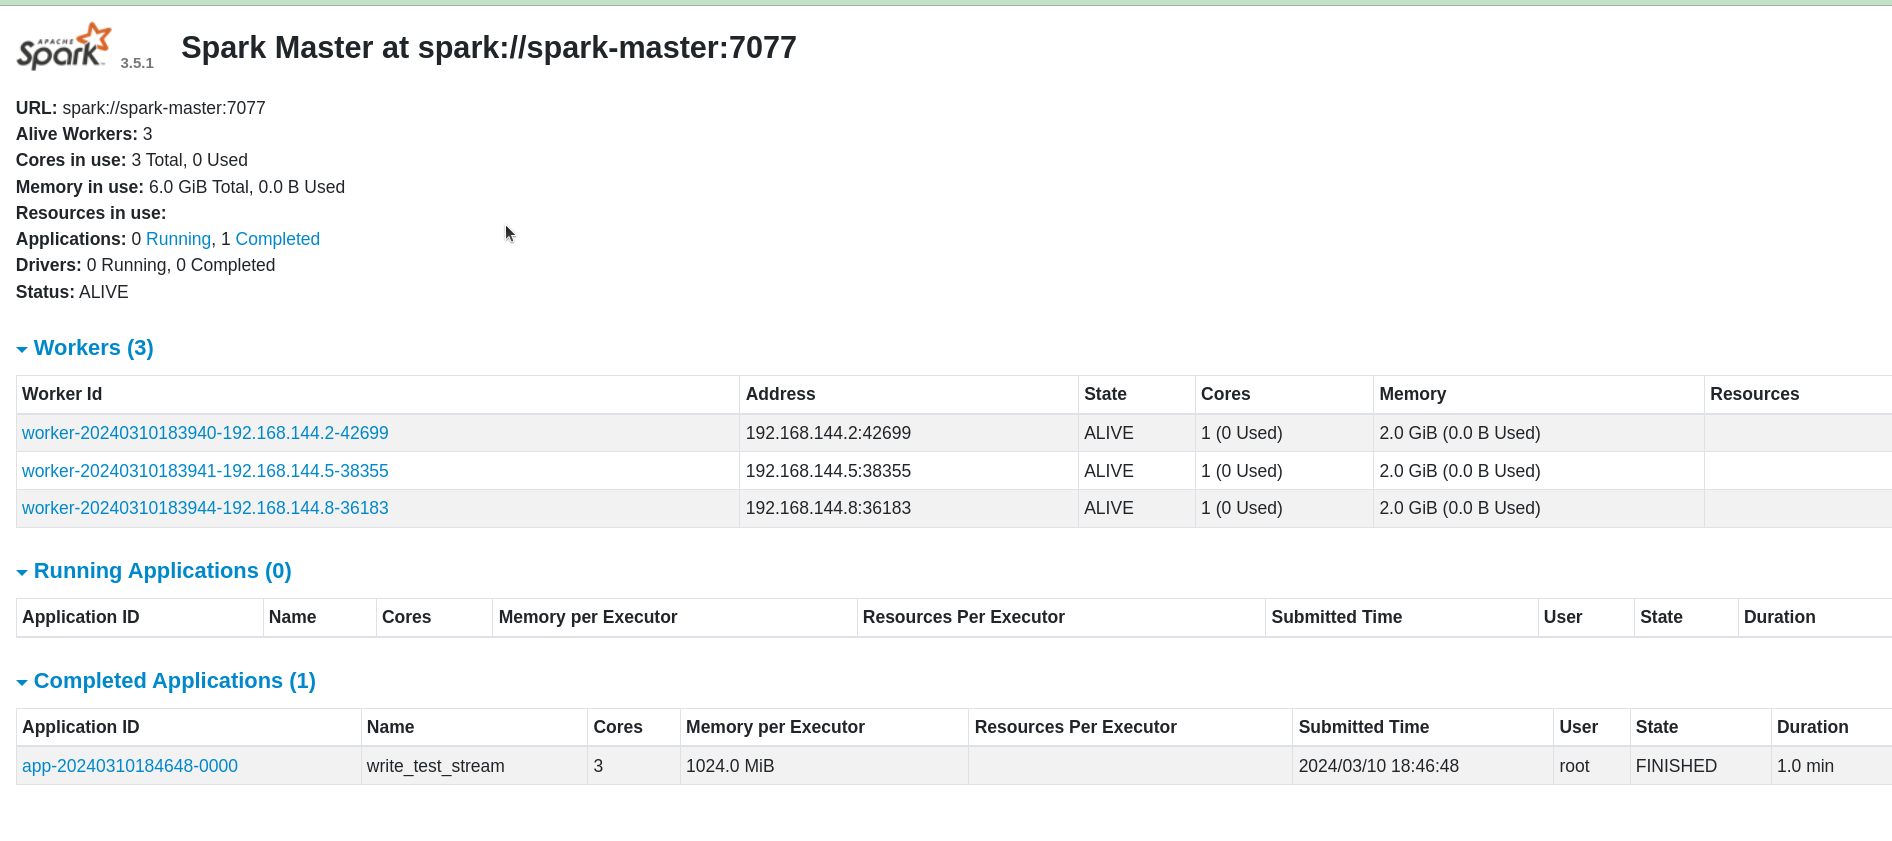 APACHE
Spark 3.5.1 Spark Master at spark://spark-master:7077
URL: spark://spark-master:7077
Alive Workers: 3
Cores in use: 3 Total, 0 Used
Memory in use: 6.0 GiB Total, 0.0 B Used
Resources in use:
Applications: 0 Running, 1 Completed
Drivers: 0 Running, 0 Completed
Status: ALIVE
Workers (3)
Worker Id Address State Cores Memory Resources
worker-20240310183940-192.168.144.2-42699 192.168.144.2:42699 ALIVE 1 (0 Used) 2.0 GiB (0.0 B Used)
worker-20240310183941-192.168.144.5-38355 192.168.144.5:38355 ALIVE 1 (0 Used) 2.0 GiB (0.0 B Used)
worker-20240310183944-192.168.144.8-36183 192.168.144.8:36183 ALIVE 1 (0 Used) 2.0 GiB (0.0 B Used)
Running Applications (0)
Application ID Name Cores Memory per Executor Resources Per Executor Submitted Time User State Duration
Completed Applications (1)
Application ID Name Cores Memory per Executor Resources Per Executor Submitted Time User State Duration
app-20240310184648-0000 write_test_stream 3 1024.0 MiB 2024/03/10 18:46:48 root FINISHED 1.0 min